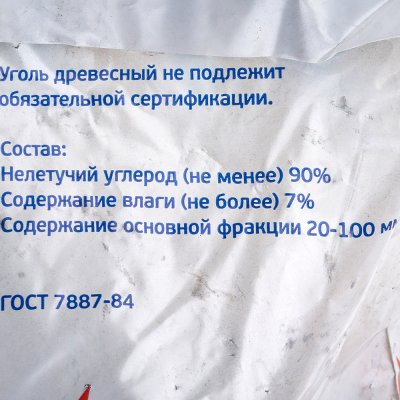 Уголь древесный не подлежит
обязательной сертификации.
Состав:
Нелетучий углерод (не менее) 90%
Содержание влаги (не более) 7%
Содержание основной фракции 20-100 мм
ГОСТ 7887-84